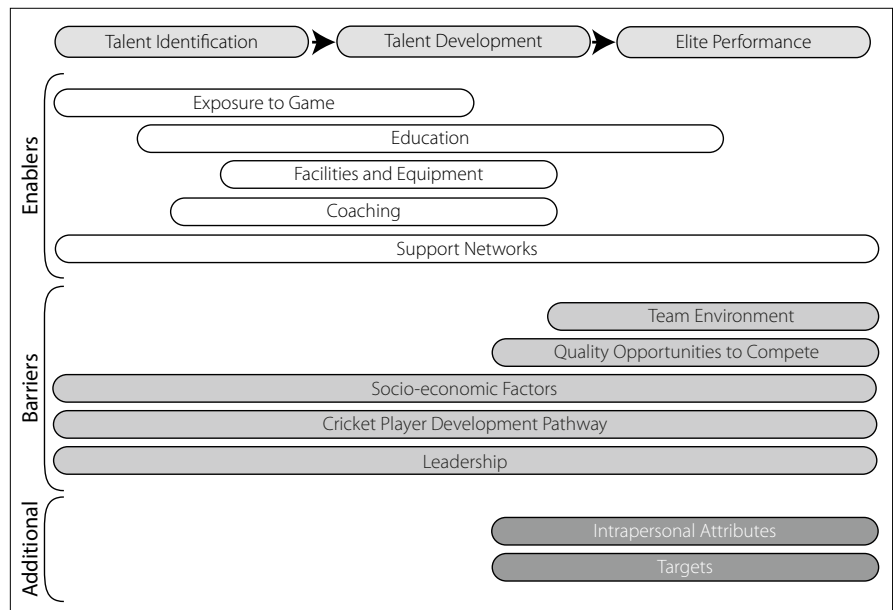 Talent Identification
Talent Development
Elite Performance
Enablers
Exposure to Game
Education
Facilities and Equipment
Coaching
Support Networks
Barriers
Team Environment
Quality Opportunities to Compete
Socio-economic Factors
Cricket Player Development Pathway
Leadership
Additional
Intrapersonal Attributes
Targets